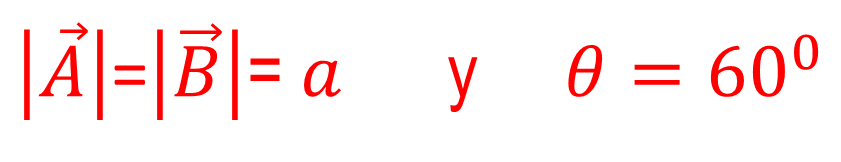 |A⃗|=|B⃗|= a y θ = 60⁰